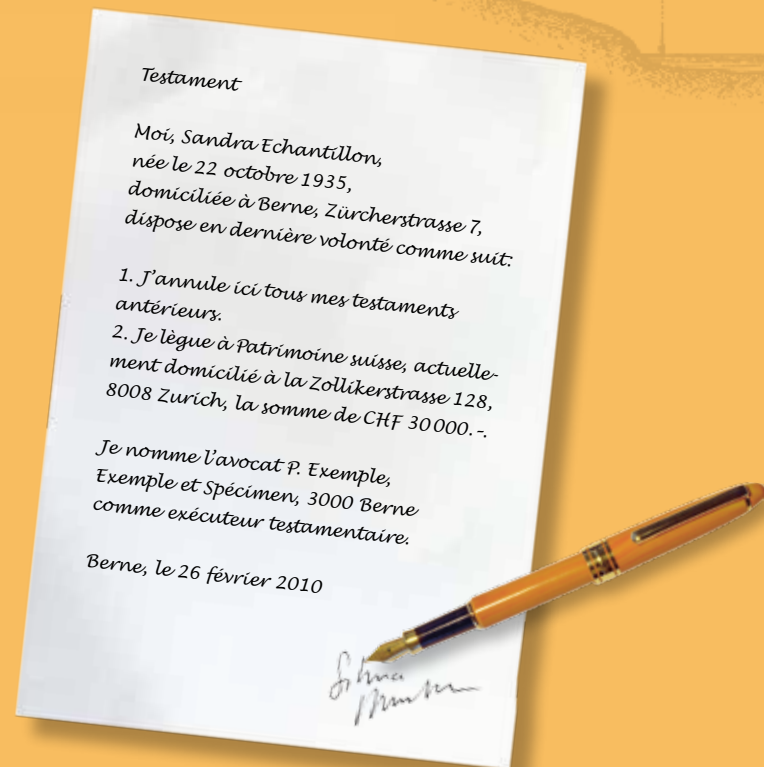 Testament
Moi, Sandra Echantillon,
née le 22 octobre 1935,
domiciliée à Berne, Zürcherstrasse 7,
dispose en dernière volonté comme suit:
1. J'annule ici tous mes testaments
antérieurs.
2. Je lègue à Patrimoine suisse, actuelle-
ment domicilié à la Zollikerstrasse 128,
8008 Zurich, la somme de CHF 30 000.-.
Je nomme l'avocat P. Exemple,
Exemple et Spécimen, 3000 Berne
comme exécuteur testamentaire.
Berne, le 26 février 2010